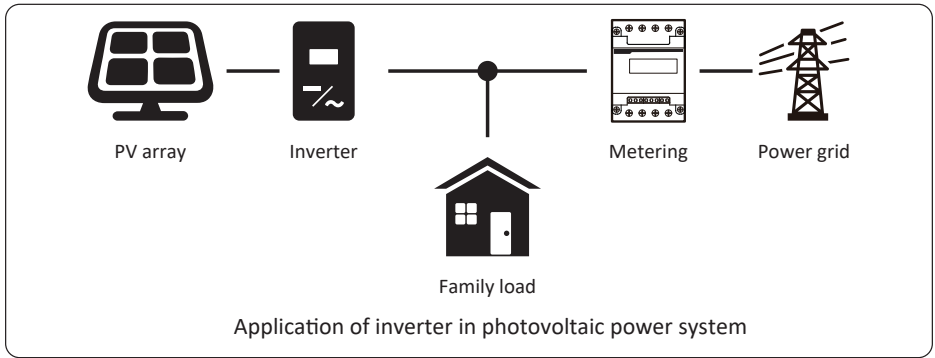 PV array
Inverter
Metering
Power grid
Family load
Application of inverter in photovoltaic power system